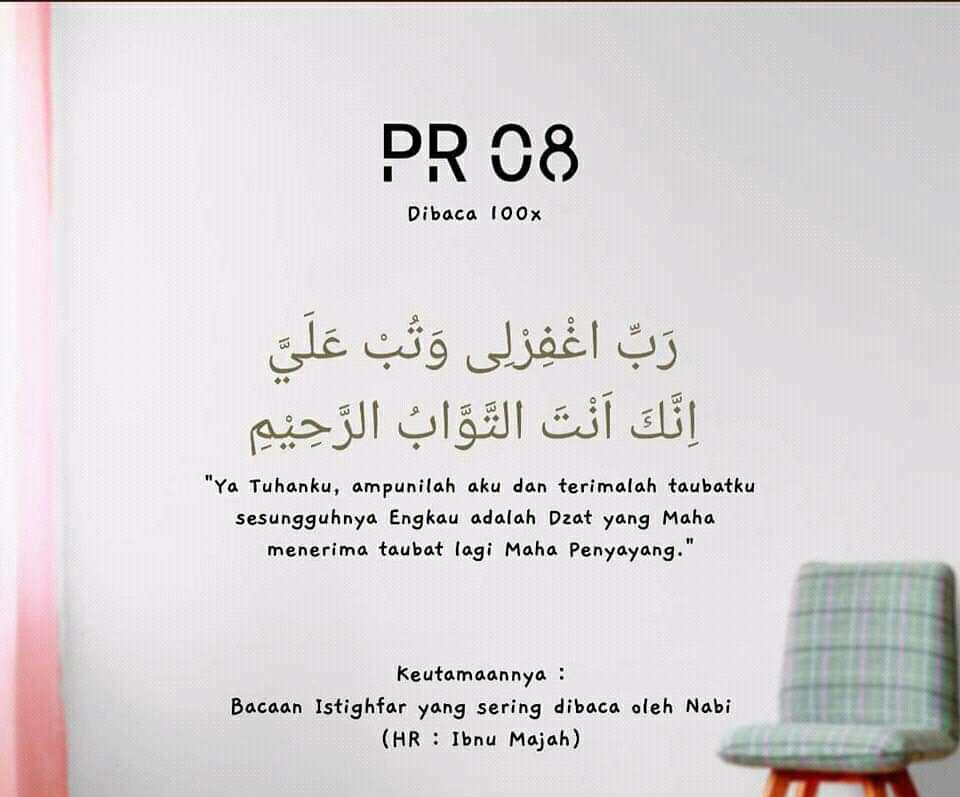 PR 08
Dibaca 100x
رَبِّ اغْفِرْلِى وَتُبْ عَلَيَّ
اِنَّكَ اَنْتَ التَّوَّابُ الرَّحِيْمِ
"Ya Tuhanku, ampunilah aku dan terimalah taubatku
sesungguhnya Engkau adalah Dzat yang Maha
menerima taubat lagi Maha Penyayang."
Keutamaannya :
Bacaan Istighfar yang sering dibaca oleh Nabi
(HR : Ibnu Majah)